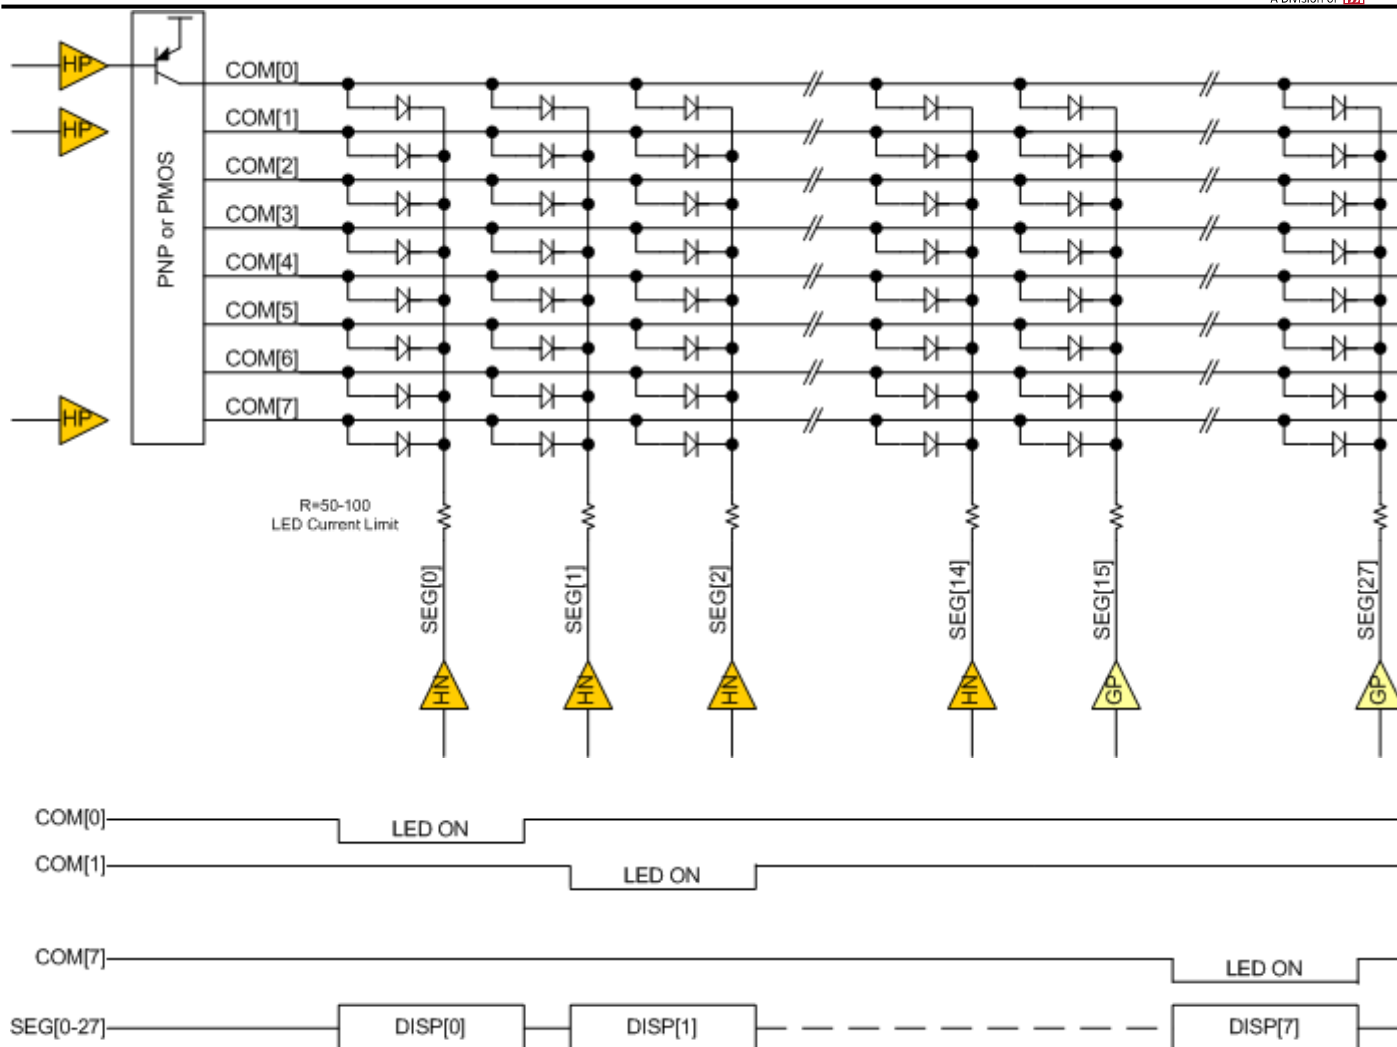 A Division of
HP
COM[0]
HP
COM[1]
COM[2]
PNP or PMOS
COM[3]
COM[4]
COM[5]
COM[6]
HP
COM[7]
R=50-100
LED Current Limit
SEG[0]
SEG[1]
SEG[2]
SEG[14]
SEG[15]
SEG[27]
HN
HN
HN
HN
GP
GP
COM[0]
LED ON
COM[1]
LED ON
COM[7]
LED ON
SEG[0-27]
DISP[0]
DISP[1]
DISP[7]